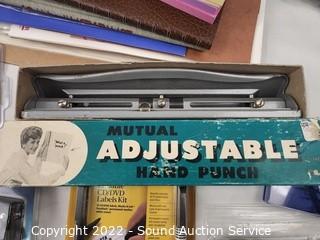 MUTUAL
ADJUSTABLE
HAND PUNCH
CD/DVD
Labels Kit
Copyright 2022 - Sound Auction Service